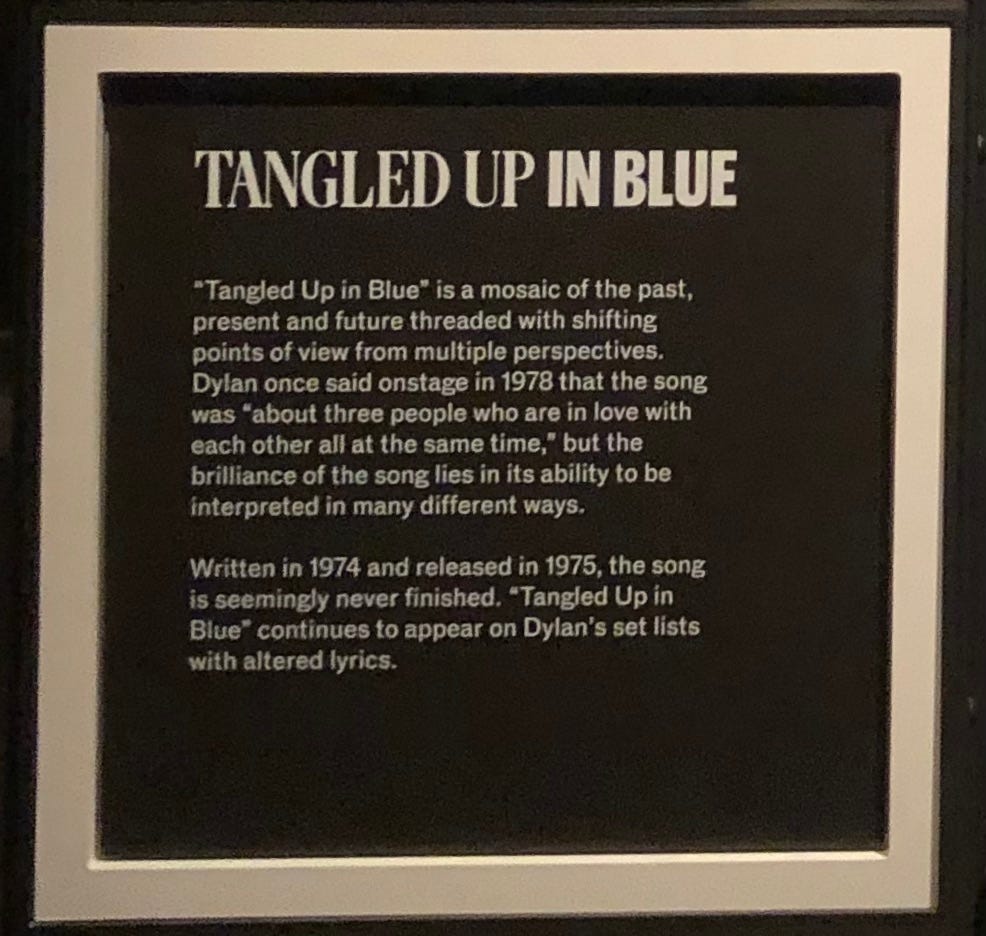 TANGLED UP IN BLUE
"Tangled Up in Blue" is a mosaic of the past,
present and future threaded with shifting
points of view from multiple perspectives.
Dylan once said onstage in 1978 that the song
was "about three people who are in love with
each other all at the same time," but the
brilliance of the song lies in its ability to be
interpreted in many different ways.
Written in 1974 and released in 1975, the song
is seemingly never finished. "Tangled Up in
Blue" continues to appear on Dylan's set lists
with altered lyrics.